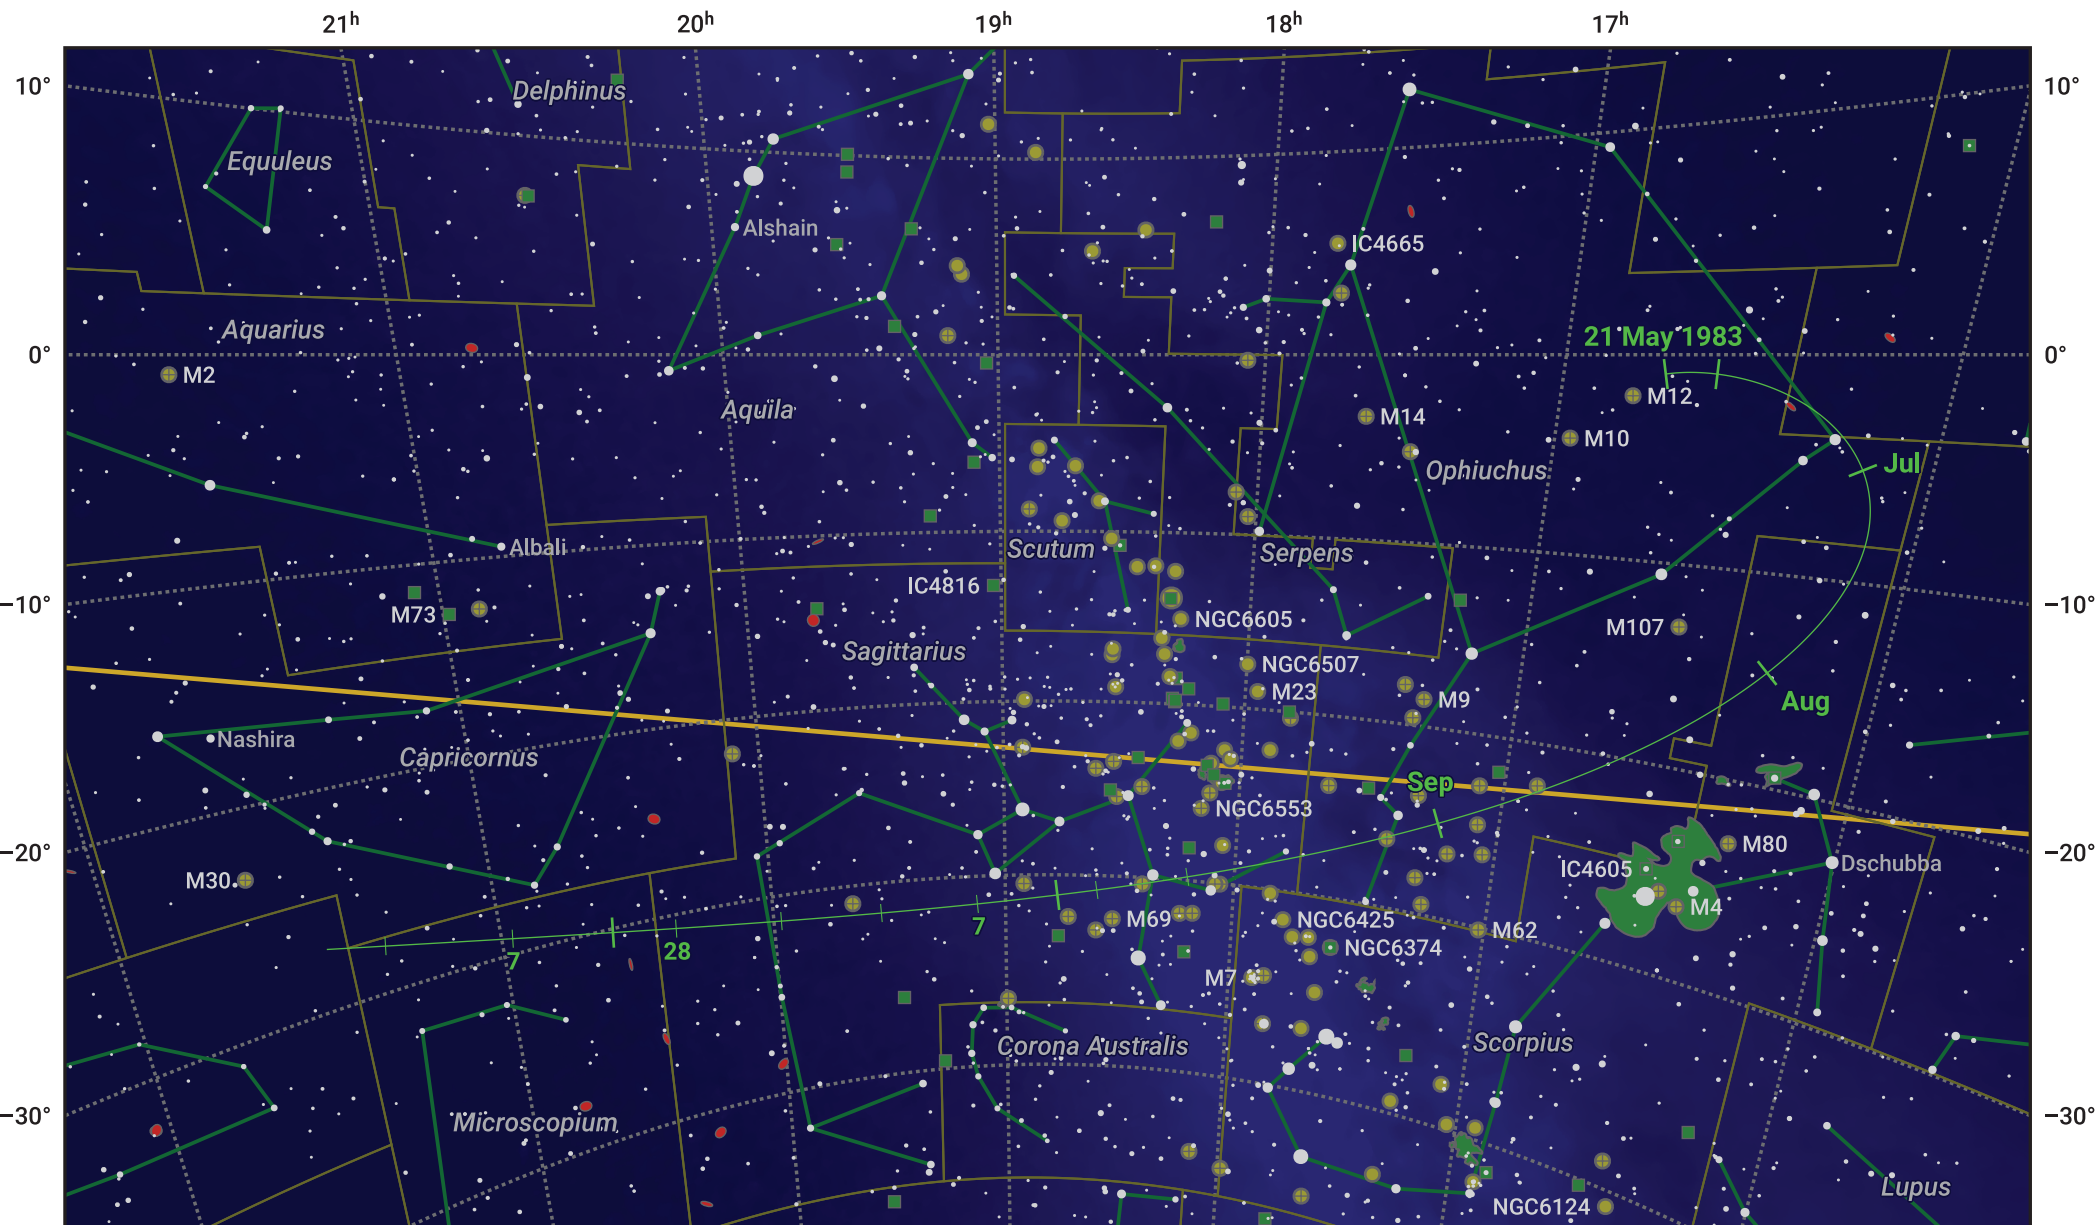 21h 20h 19h 18h 17h
10° 10°
Delphinus
Equuleus
Alshain
IC4665
Aquarius
21 May 1983
0° 0°
M2
M12
Aquila
M14
M10
Ophiuchus
Jul
Albali
Scutum
Serpens
IC4816
−10° −10°
M73
NGC6605
M107
Sagittarius
NGC6507
M23
M9
Aug
Nashira
Capricornus
Sep
NGC6553
M80
−20° −20°
IC4605
Dschubba
M30
M4
M69
NGC6425
7
M62
28
NGC6374
7
M7
Scorpius
Corona Australis
−30° −30°
Microscopium
Lupus
NGC6124